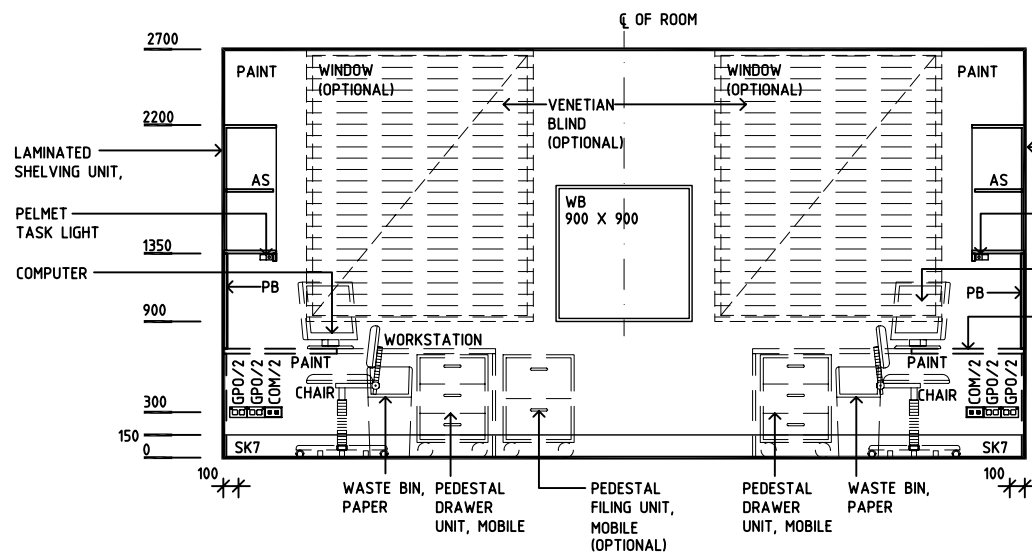 ℄ OF ROOM
2700
PAINT
WINDOW
(OPTIONAL)
WINDOW
(OPTIONAL)
PAINT
VENETIAN
BLIND
(OPTIONAL)
2200
LAMINATED
SHELVING UNIT,
AS
AS
WB
900 X 900
PELMET
TASK LIGHT
1350
COMPUTER
PB
PB
900
WORKSTATION
PAINT
PAINT
CHAIR
CHAIR
GPO/2
GPO/2
COM/2
COM/2
GPO/2
GPO/2
300
150
0
SK7
SK7
100
100
WASTE BIN,
PAPER
PEDESTAL
DRAWER
UNIT, MOBILE
PEDESTAL
FILING UNIT,
MOBILE
(OPTIONAL)
PEDESTAL
DRAWER
UNIT, MOBILE
WASTE BIN,
PAPER